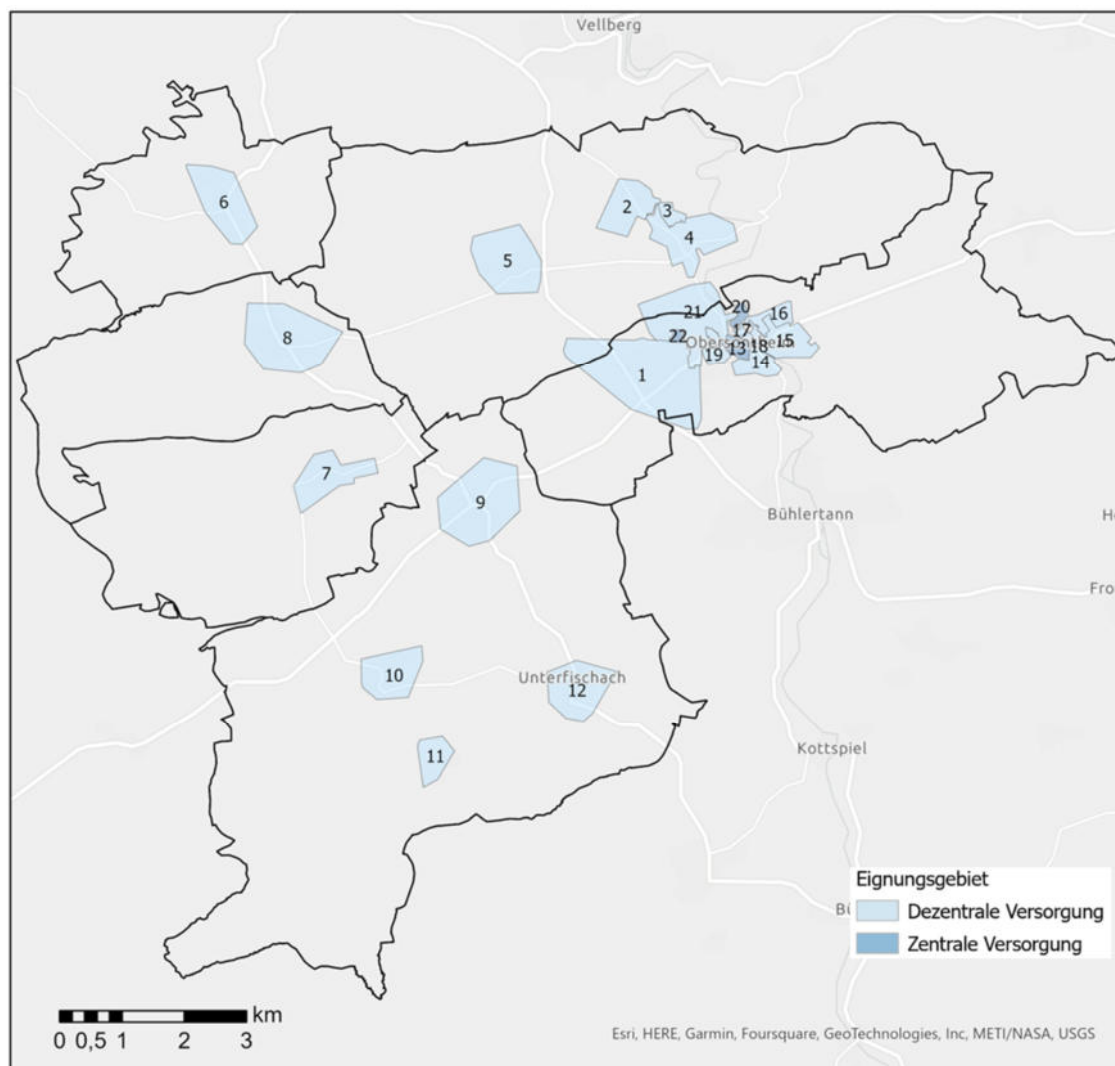 Vellberg
6
2
3
4
5
21
20
16
22
17
Obersontheim
15
13
18
19
14
8
1
7
9
Bühlertann
10
Unterfischach
12
11
Kottspiel
Eignungsgebiet
Dezentrale Versorgung
Zentrale Versorgung
km
0 0,5 1 2 3
Esri, HERE, Garmin, Foursquare, GeoTechnologies, Inc, METI/NASA, USGS